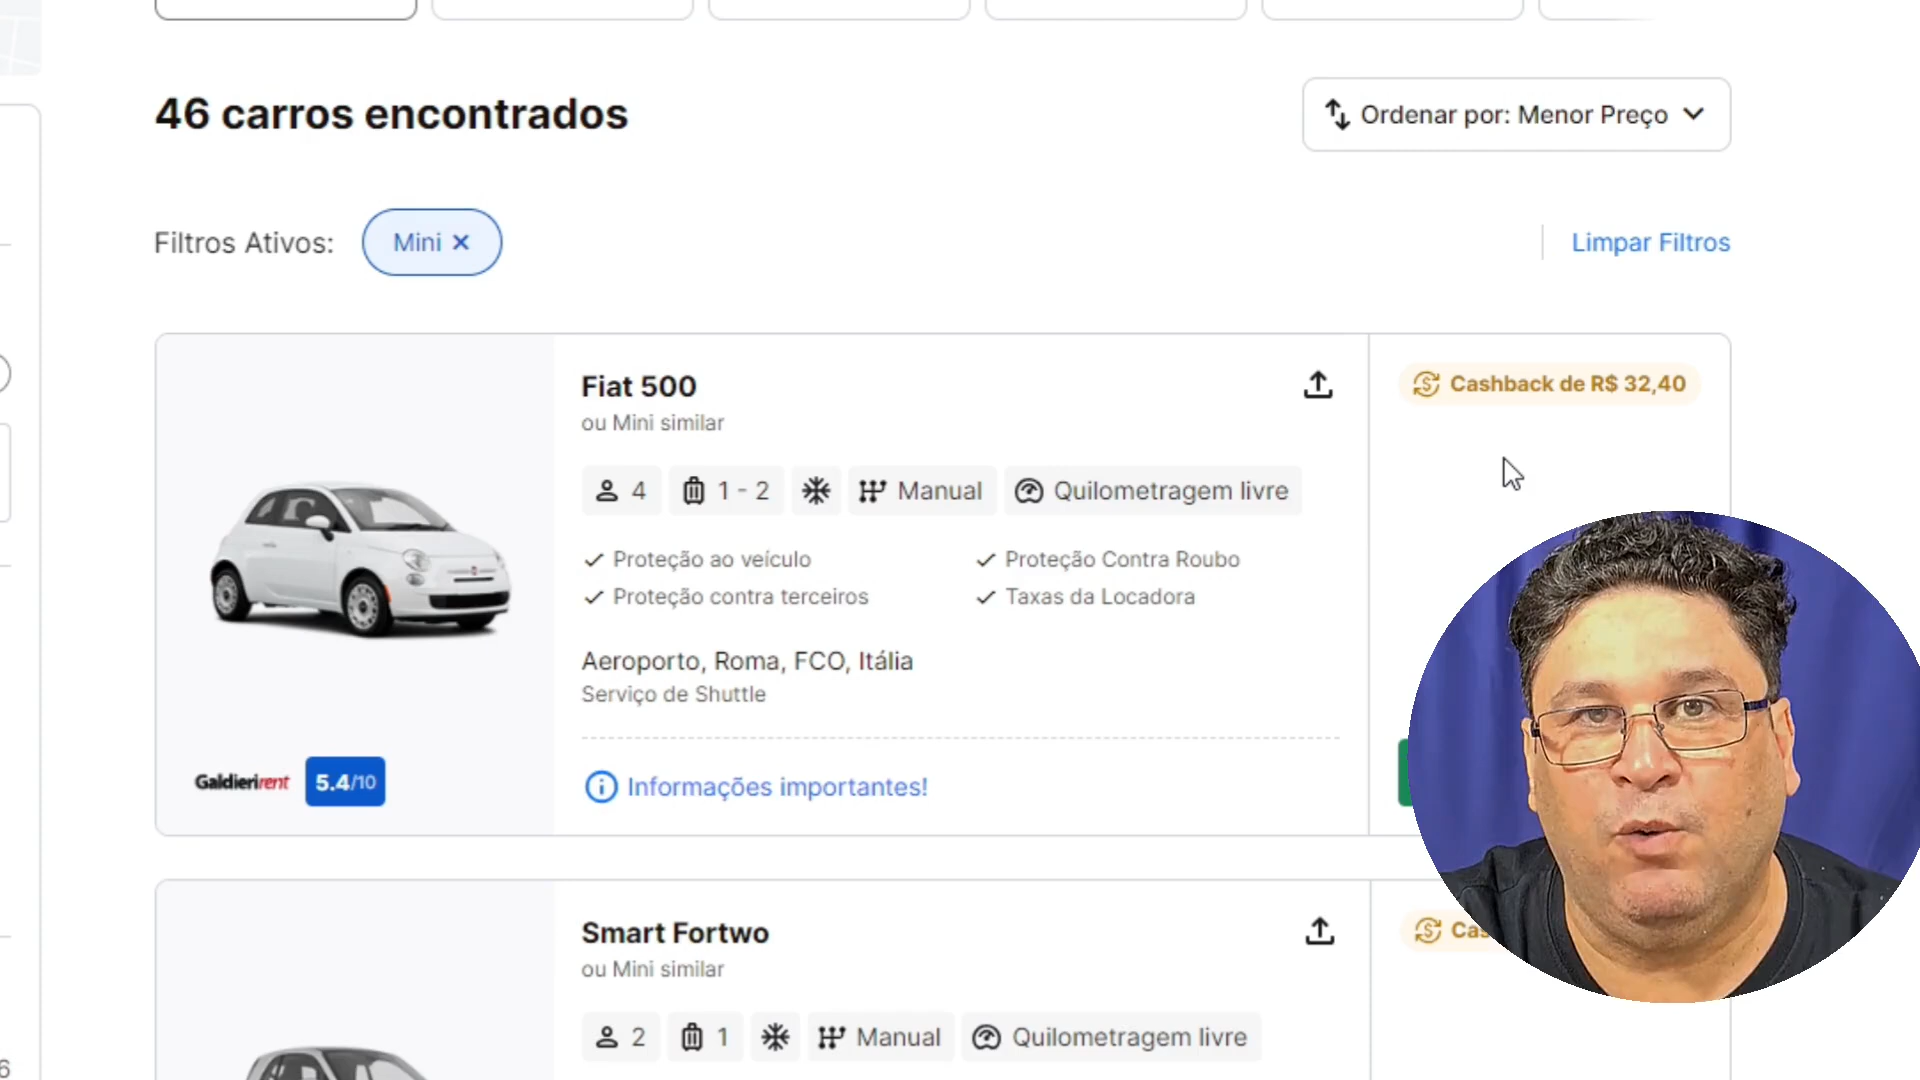 46 carros encontrados
Ordenar por: Menor Preço
Filtros Ativos:
Mini
Limpar Filtros
Fiat 500
ou Mini similar
Cashback de R$ 32,40
4
1 - 2
Manual
Quilometragem livre
Proteção ao veículo
Proteção Contra Roubo
Proteção contra terceiros
Taxas da Locadora
Aeroporto, Roma, FCO, Itália
Serviço de Shuttle
Galdierirent
5.4/10
Informações importantes!
Smart Fortwo
ou Mini similar
2
1
Manual
Quilometragem livre